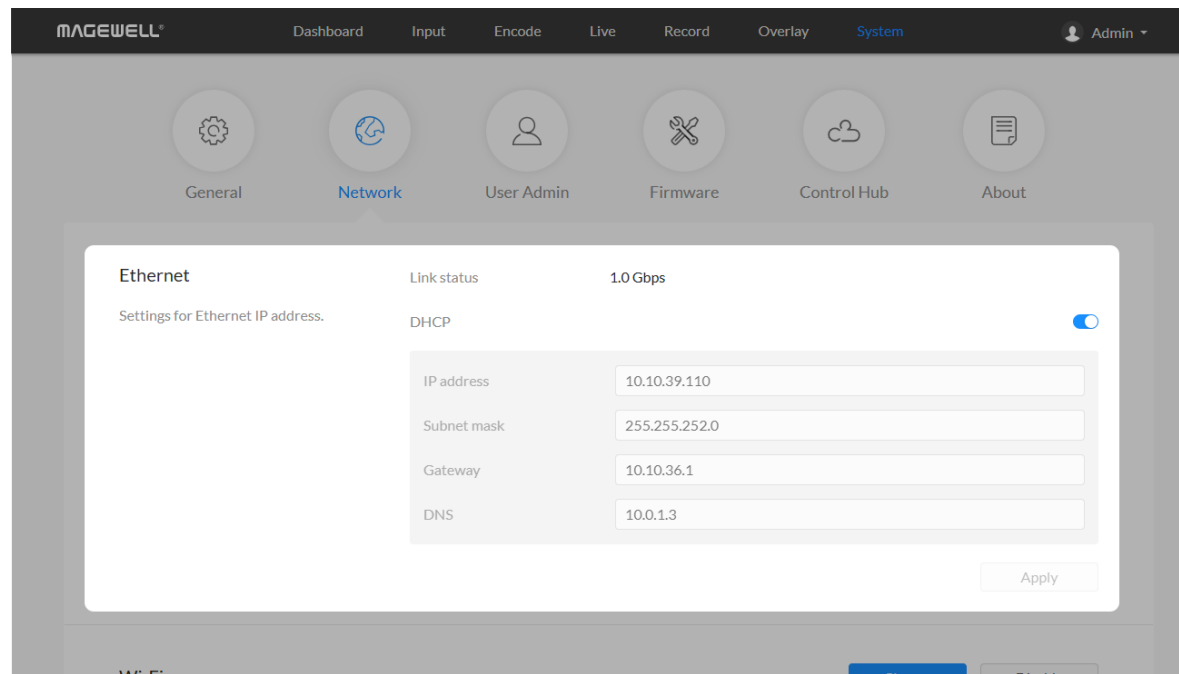 MAGEWELL® Dashboard Input Encode Live Record Overlay System Admin
General Network User Admin Firmware Control Hub About
Ethernet Link status 1.0 Gbps
Settings for Ethernet IP address. DHCP
IP address 10.10.39.110
Subnet mask 255.255.252.0
Gateway 10.10.36.1
DNS 10.0.1.3
Apply